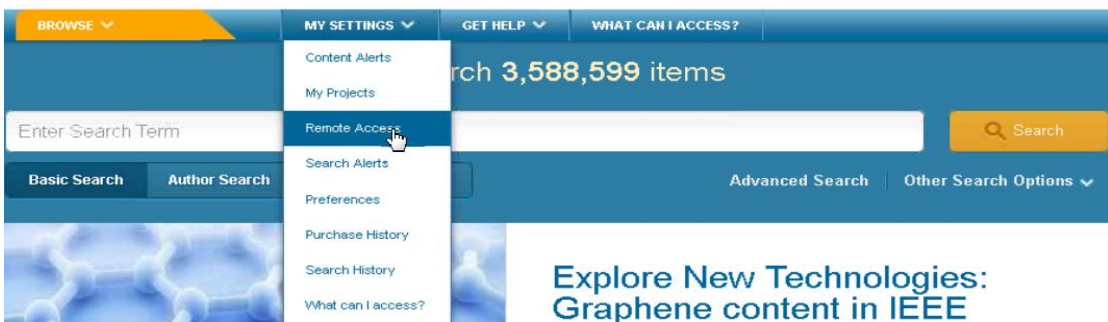 BROWSE MY SETTINGS GET HELP WHAT CAN I ACCESS?
Content Alerts
My Projects
Remote Access
Search Alerts
Preferences
Purchase History
Search History
What can I access?
rch 3,588,599 items
Enter Search Term
Search
Basic Search Author Search
Advanced Search Other Search Options
Explore New Technologies:
Graphene content in IEEE